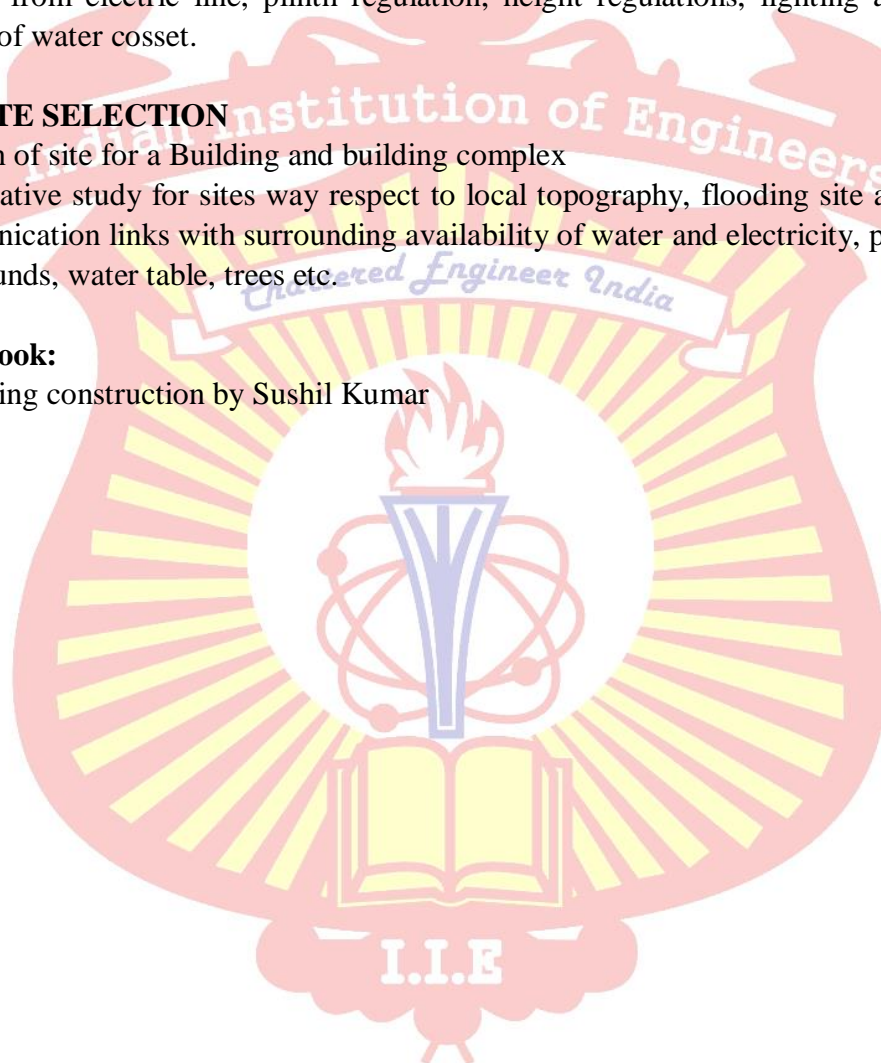 from electric line, plinth regulation, height regulations, lighting a
of water cosset.
TE SELECTION
n of site for a Building and building complex
ative study for sites way respect to local topography, flooding site a
nication links with surrounding availability of water and electricity, p
unds, water table, trees etc.
ook:
ing construction by Sushil Kumar
Indian Institution of Engineers
Chartered Engineer India
I.I.E